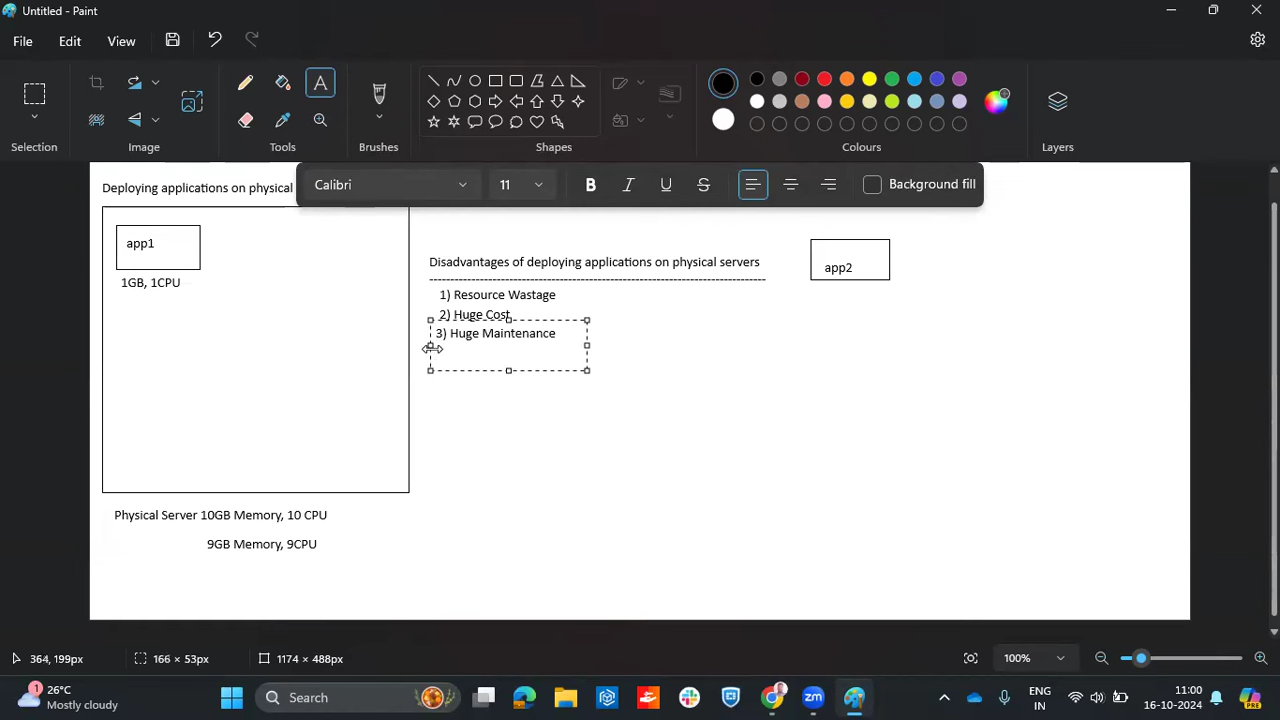 Untitled - Paint
File Edit View
Selection Image Tools Brushes Shapes Colours Layers
Calibri 11 B I U S Background fill
Deploying applications on physical
app1
1GB, 1CPU
Disadvantages of deploying applications on physical servers
--------------------------------------------------------------------------------
1) Resource Wastage
2) Huge Cost
3) Huge Maintenance
app2
Physical Server 10GB Memory, 10 CPU
9GB Memory, 9CPU
364, 199px 166 × 53px 1174 × 488px 100%
1 26°C
Mostly cloudy
Search
ENG
IN
11:00
16-10-2024
zm
PRE